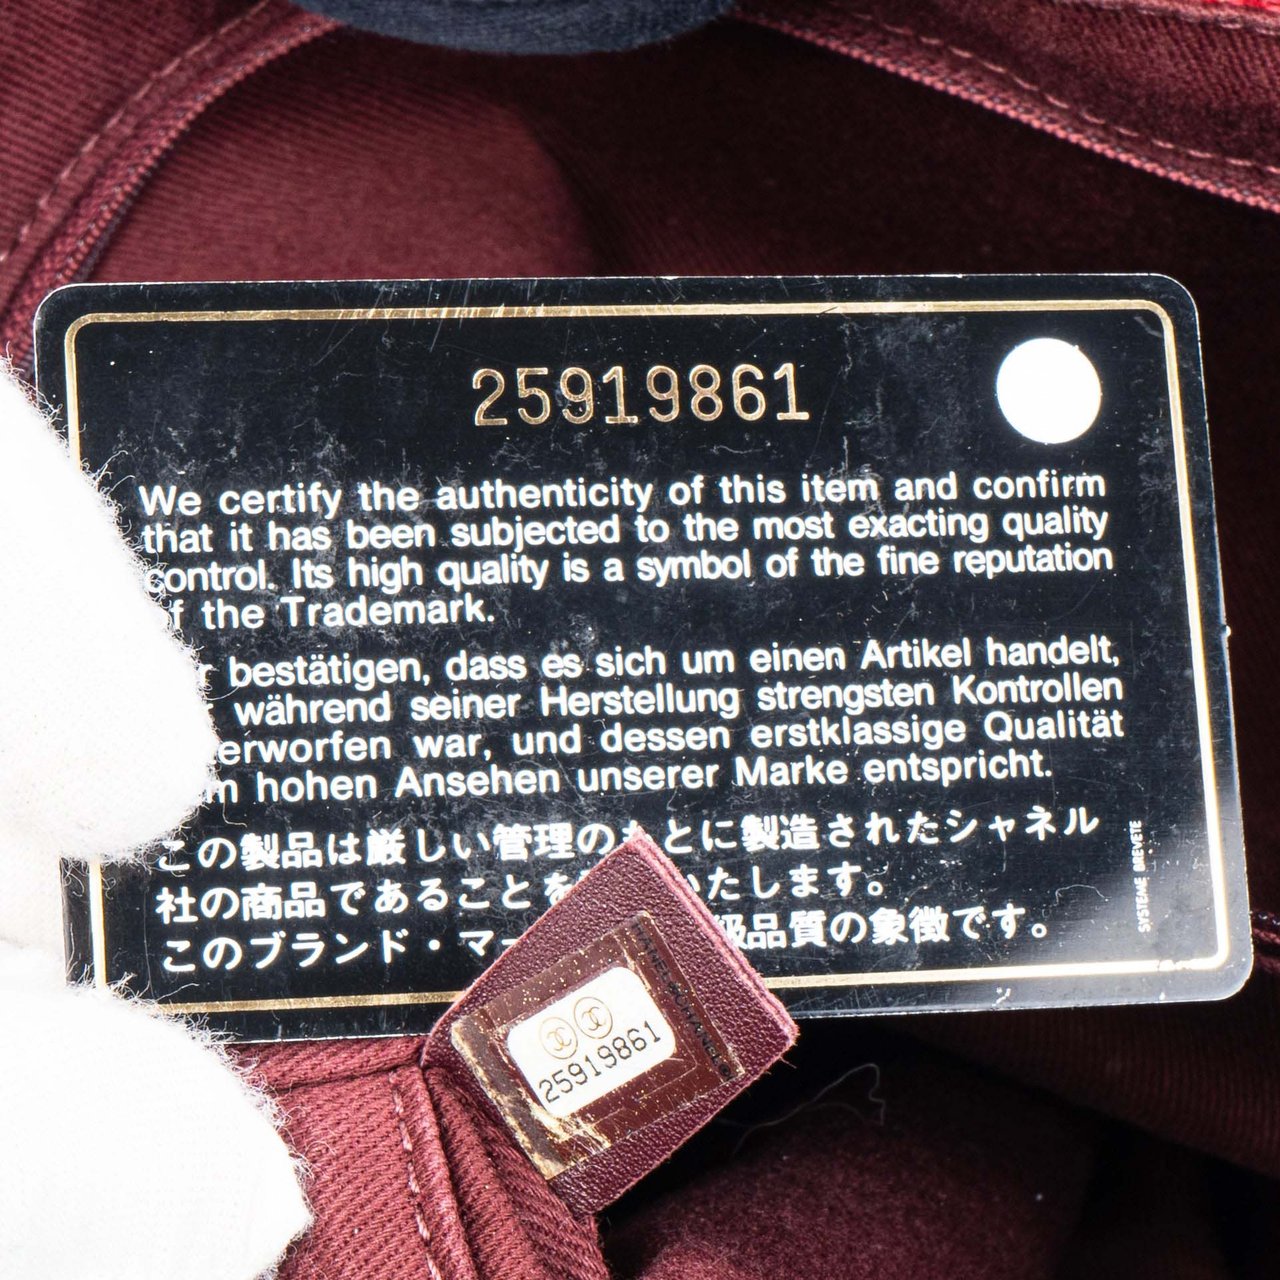 25919861
We certify the authenticity of this item and confirm
that it has been subjected to the most exacting quality
control. Its high quality is a symbol of the fine reputation
of the Trademark.
bestätigen, dass es sich um einen Artikel handelt,
während seiner Herstellung strengsten Kontrollen
erworfen war, und dessen erstklassige Qualität
m hohen Ansehen unserer Marke entspricht.
この製品は厳しい管理のもとに製造されたシャネル
社の商品であることを いたします。
このブランド・マー 級品質の象徴です。
SYSTEME BREVETE
CHANEL
25919861